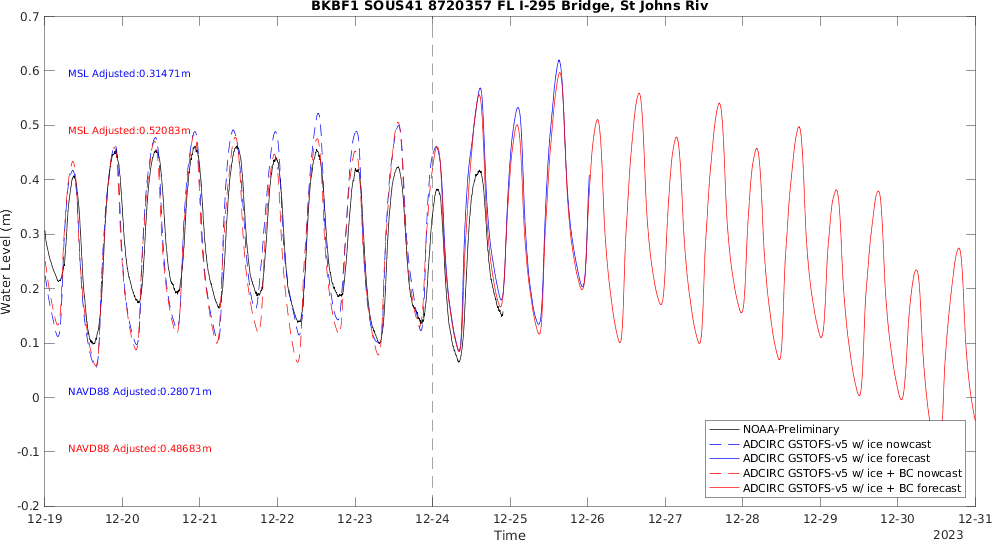 BKBF1 SOUS41 8720357 FL I-295 Bridge, St Johns Riv
0.7
0.6
0.5
0.4
0.3
0.2
0.1
0
-0.1
-0.2
Water Level (m)
MSL Adjusted:0.31471m
MSL Adjusted:0.52083m
NAVD88 Adjusted:0.28071m
NAVD88 Adjusted:0.48683m
NOAA-Preliminary
ADCIRC GSTOFS-v5 w/ ice nowcast
ADCIRC GSTOFS-v5 w/ ice forecast
ADCIRC GSTOFS-v5 w/ ice + BC nowcast
ADCIRC GSTOFS-v5 w/ ice + BC forecast
12-19 12-20 12-21 12-22 12-23 12-24 12-25 12-26 12-27 12-28 12-29 12-30 12-31
Time
2023